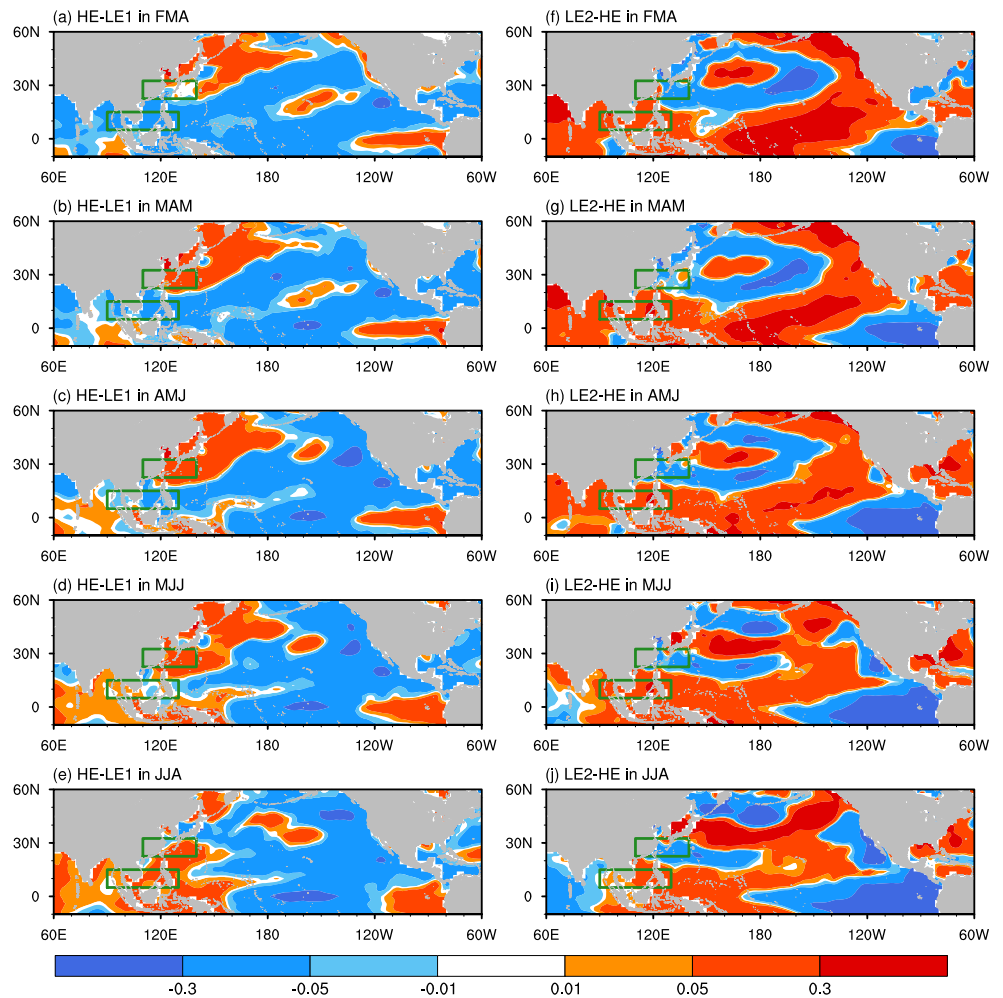 (a) HE-LE1 in FMA
60N
30N
0
60E 120E 180 120W 60W
(f) LE2-HE in FMA
60N
30N
0
60E 120E 180 120W 60W
(b) HE-LE1 in MAM
60N
30N
0
60E 120E 180 120W 60W
(g) LE2-HE in MAM
60N
30N
0
60E 120E 180 120W 60W
(c) HE-LE1 in AMJ
60N
30N
0
60E 120E 180 120W 60W
(h) LE2-HE in AMJ
60N
30N
0
60E 120E 180 120W 60W
(d) HE-LE1 in MJJ
60N
30N
0
60E 120E 180 120W 60W
(i) LE2-HE in MJJ
60N
30N
0
60E 120E 180 120W 60W
(e) HE-LE1 in JJA
60N
30N
0
60E 120E 180 120W 60W
(j) LE2-HE in JJA
60N
30N
0
60E 120E 180 120W 60W
-0.3 -0.05 -0.01 0.01 0.05 0.3